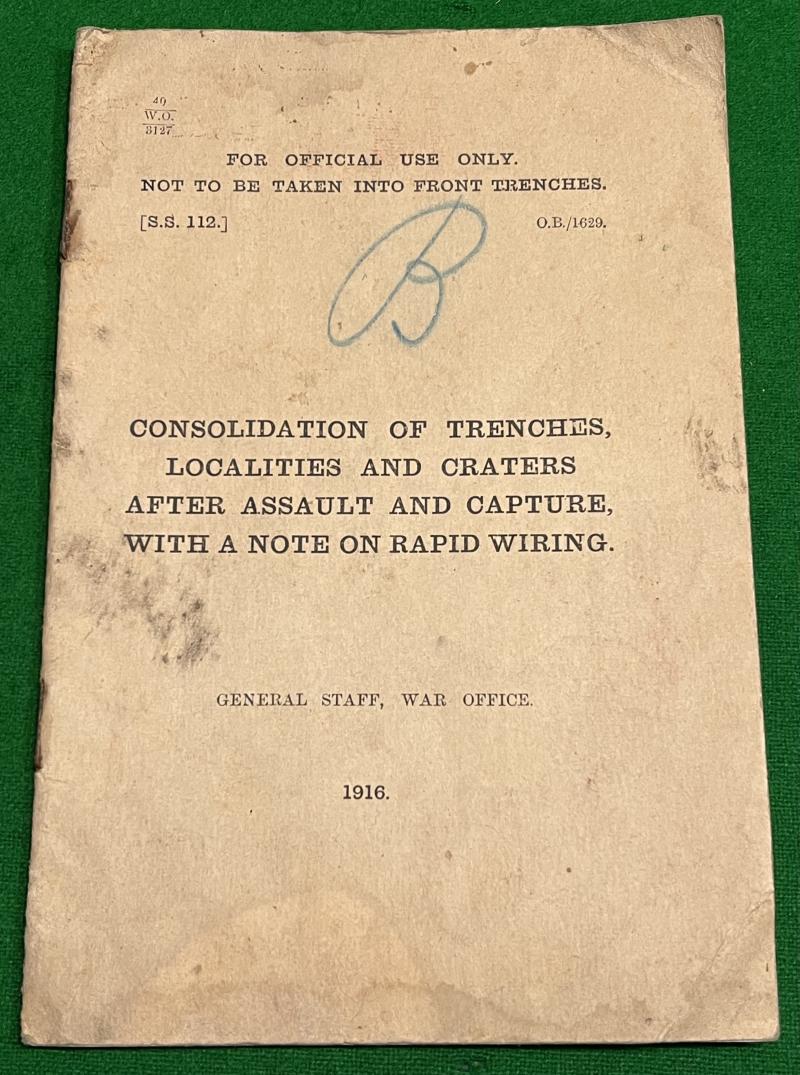 40
W.O.
3127
FOR OFFICIAL USE ONLY.
NOT TO BE TAKEN INTO FRONT TRENCHES.
[S.S. 112.] O.B./1629.
B
CONSOLIDATION OF TRENCHES,
LOCALITIES AND CRATERS
AFTER ASSAULT AND CAPTURE,
WITH A NOTE ON RAPID WIRING.
GENERAL STAFF, WAR OFFICE.
1916.